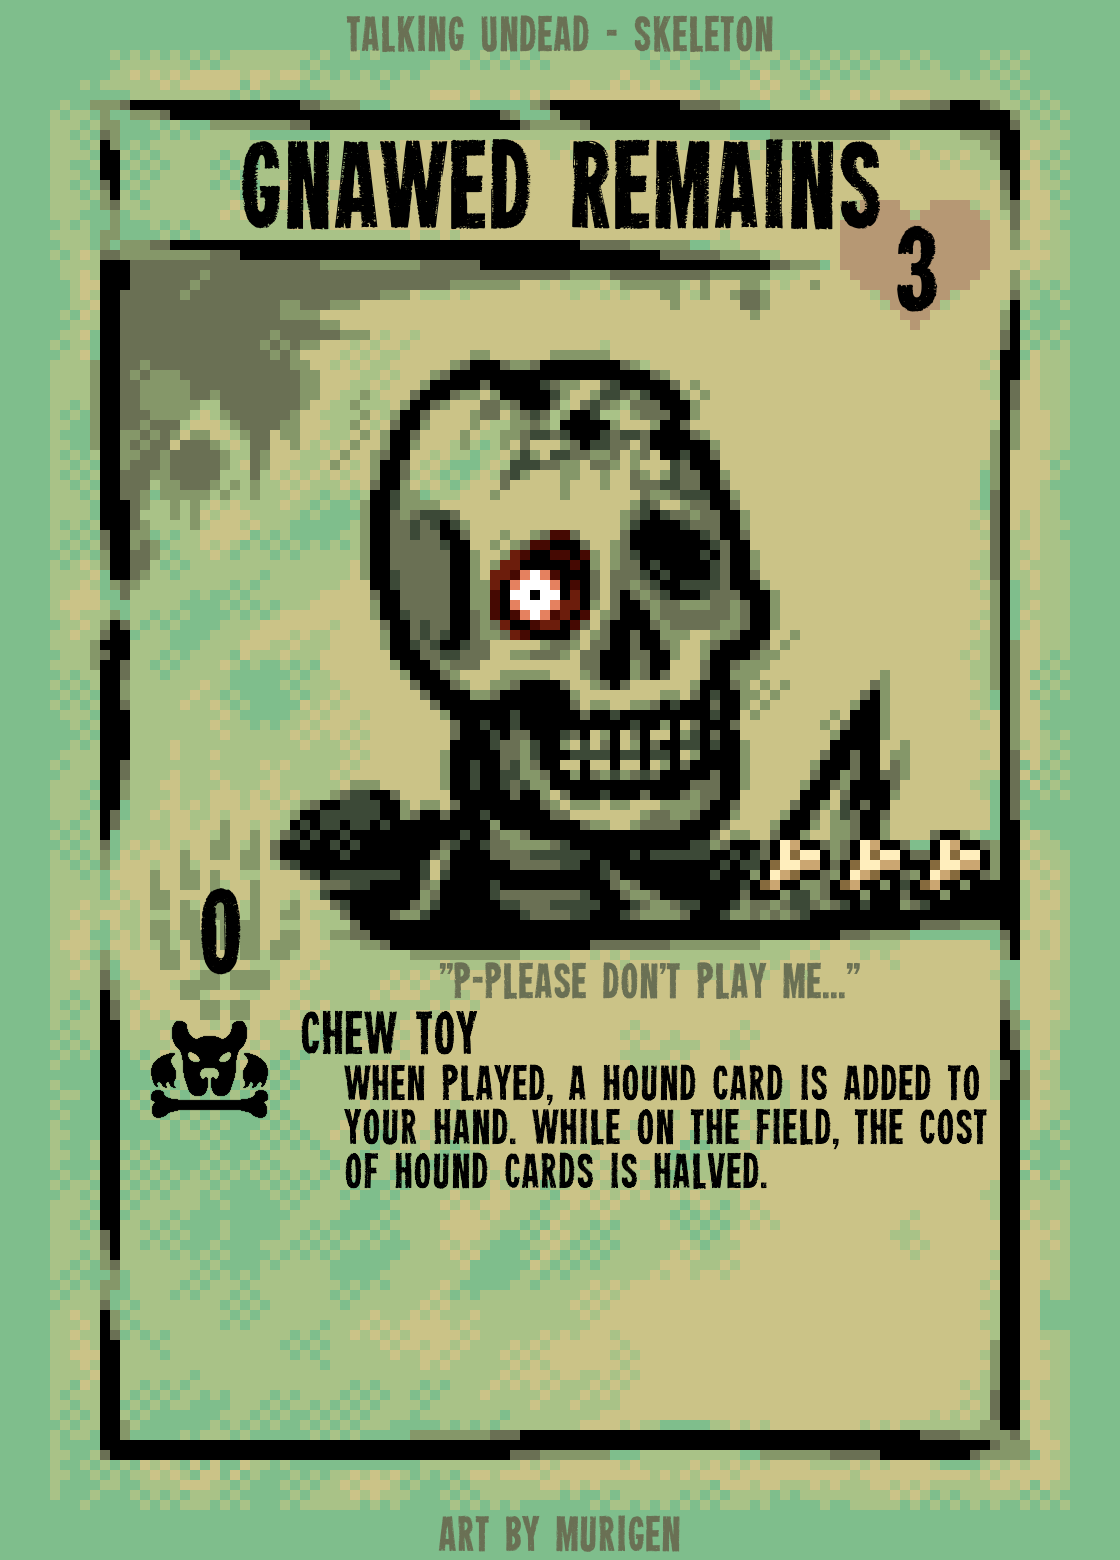 TALKING UNDEAD - SKELETON
GNAWED REMAINS
3
0
"P-PLEASE DON'T PLAY ME..."
CHEW TOY
WHEN PLAYED, A HOUND CARD IS ADDED TO
YOUR HAND. WHILE ON THE FIELD, THE COST
OF HOUND CARDS IS HALVED.
ART BY MURIGEN